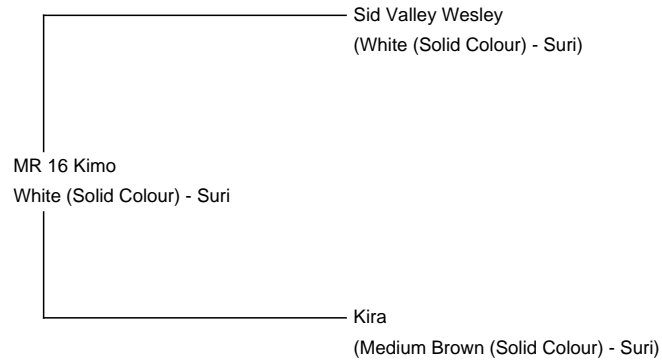 Sid Valley Wesley
(White (Solid Colour) - Suri)
MR 16 Kimo
White (Solid Colour) - Suri
Kira
(Medium Brown (Solid Colour) - Suri)